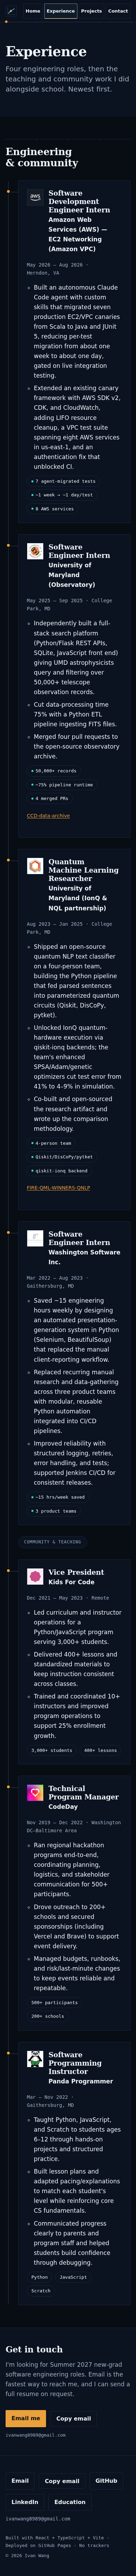 Home Experience Projects Contact
Experience
Four engineering roles, then the
teaching and community work I did
alongside school. Newest first.
Engineering
& community
aws
Software
Development
Engineer Intern
Amazon Web
Services (AWS) —
EC2 Networking
(Amazon VPC)
May 2026 – Aug 2026 ·
Herndon, VA
Built an autonomous Claude
Code agent with custom
skills that migrated seven
production EC2/VPC canaries
from Scala to Java and JUnit
5, reducing per-test
migration from about one
week to about one day,
gated on live integration
testing.
Extended an existing canary
framework with AWS SDK v2,
CDK, and CloudWatch,
adding LIFO resource
cleanup, a VPC test suite
spanning eight AWS services
in us-east-1, and an
authentication fix that
unblocked CI.
7 agent-migrated tests
~1 week → ~1 day/test
8 AWS services
Software
Engineer Intern
University of
Maryland
(Observatory)
May 2025 – Sep 2025 · College
Park, MD
Independently built a full-
stack search platform
(Python/Flask REST APIs,
SQLite, JavaScript front end)
giving UMD astrophysicists
query and filtering over
50,000+ telescope
observation records.
Cut data-processing time
75% with a Python ETL
pipeline ingesting FITS files.
Merged four pull requests to
the open-source observatory
archive.
50,000+ records
−75% pipeline runtime
4 merged PRs
CCD-data-archive
Quantum
Machine Learning
Researcher
University of
Maryland (IonQ &
NQL partnership)
Aug 2023 – Jan 2025 · College
Park, MD
Shipped an open-source
quantum NLP text classifier
on a four-person team,
building the Python pipeline
that fed parsed sentences
into parameterized quantum
circuits (Qiskit, DisCoPy,
pytket).
Unlocked IonQ quantum-
hardware execution via
qiskit-ionq backends; the
team's enhanced
SPSA/Adam/genetic
optimizers cut test error from
41% to 4–9% in simulation.
Co-built and open-sourced
the research artifact and
wrote up the comparison
methodology.
4-person team
Qiskit/DisCoPy/pytket
qiskit-ionq backend
FIRE-QML-WINNERS-QNLP
Software
Engineer Intern
Washington Software
Inc.
Mar 2022 – Aug 2023 ·
Gaithersburg, MD
Saved ~15 engineering
hours weekly by designing
an automated presentation-
generation system in Python
(Selenium, BeautifulSoup)
that replaced the manual
client-reporting workflow.
Replaced recurring manual
research and data-gathering
across three product teams
with modular, reusable
Python automation
integrated into CI/CD
pipelines.
Improved reliability with
structured logging, retries,
error handling, and tests;
supported Jenkins CI/CD for
consistent releases.
~15 hrs/week saved
3 product teams
COMMUNITY & TEACHING
Vice President
Kids For Code
Dec 2021 – May 2023 · Remote
Led curriculum and instructor
operations for a
Python/JavaScript program
serving 3,000+ students.
Delivered 400+ lessons and
standardized materials to
keep instruction consistent
across classes.
Trained and coordinated 10+
instructors and improved
program operations to
support 25% enrollment
growth.
3,000+ students 400+ lessons
Technical
Program Manager
CodeDay
Nov 2019 – Dec 2022 · Washington
DC–Baltimore Area
Ran regional hackathon
programs end-to-end,
coordinating planning,
logistics, and stakeholder
communication for 500+
participants.
Drove outreach to 200+
schools and secured
sponsorships (including
Vercel and Brave) to support
event delivery.
Managed budgets, runbooks,
and risk/last-minute changes
to keep events reliable and
repeatable.
500+ participants
200+ schools
Software
Programming
Instructor
Panda Programmer
Mar – Nov 2022 ·
Gaithersburg, MD
Taught Python, JavaScript,
and Scratch to students ages
6–12 through hands-on
projects and structured
practice.
Built lesson plans and
adapted pacing/explanations
to match each student's
level while reinforcing core
CS fundamentals.
Communicated progress
clearly to parents and
program staff and helped
students build confidence
through debugging.
Python JavaScript
Scratch
Get in touch
I'm looking for Summer 2027 new-grad
software engineering roles. Email is the
fastest way to reach me, and I can send a
full resume on request.
Email me Copy email
ivanwang0989@gmail.com
Email Copy email GitHub
LinkedIn Education
ivanwang0989@gmail.com
Built with React + TypeScript + Vite ·
Deployed on GitHub Pages · No trackers
© 2026 Ivan Wang